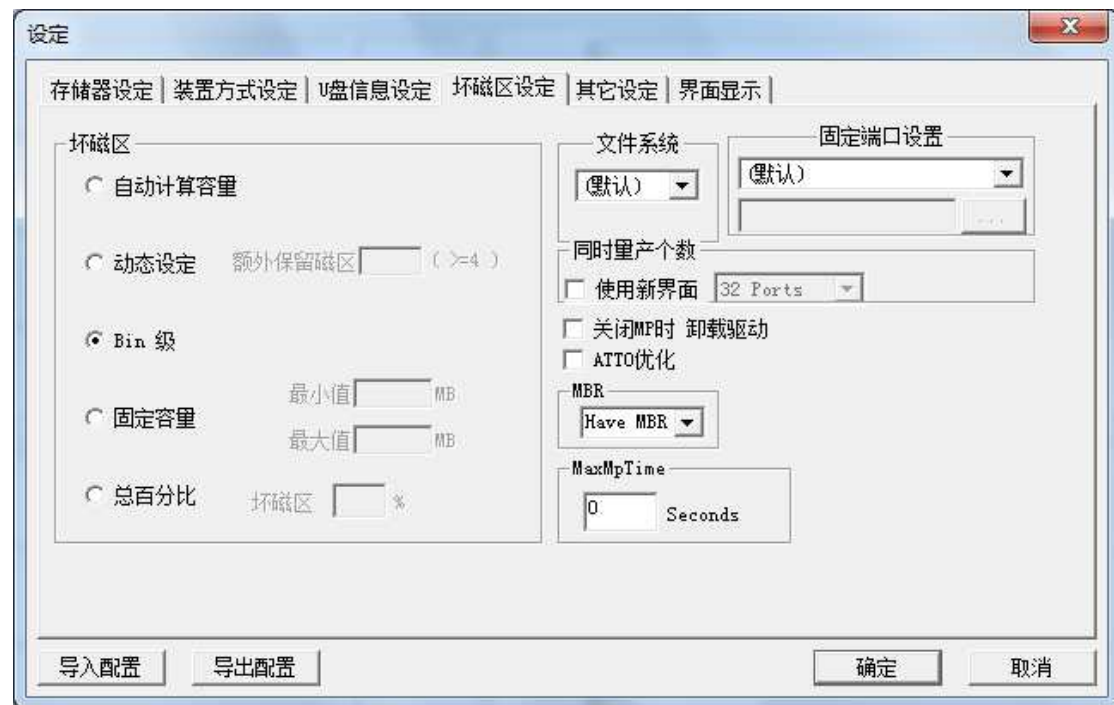 设定
存储器设定 装置方式设定 U盘信息设定 坏磁区设定 其它设定 界面显示
坏磁区
自动计算容量
动态设定 额外保留磁区 ( >=4 )
Bin 级
固定容量
最小值 MB
最大值 MB
总百分比 坏磁区 %
文件系统
(默认)
固定端口设置
(默认)
...
同时量产个数
使用新界面 32 Ports
关闭MP时 卸载驱动
ATTO优化
MBR
Have MBR
MaxMpTime
0 Seconds
导入配置 导出配置 确定 取消